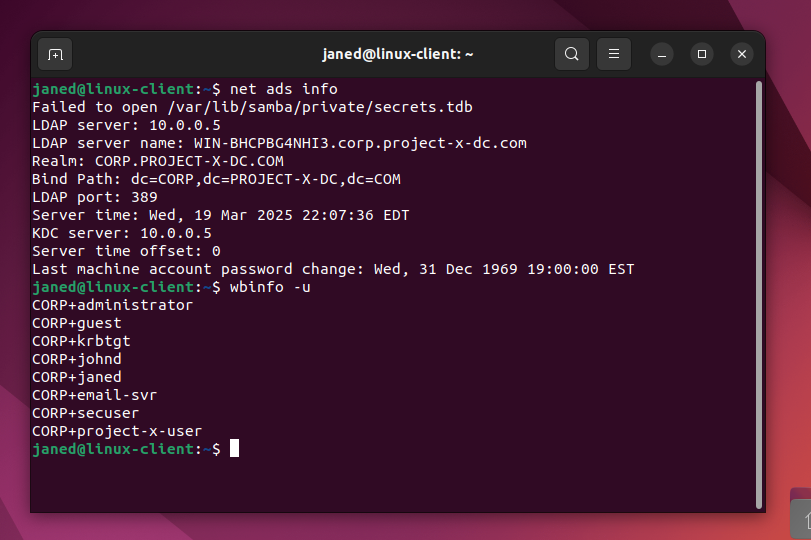 janed@linux-client: ~
janed@linux-client:~$ net ads info
Failed to open /var/lib/samba/private/secrets.tdb
LDAP server: 10.0.0.5
LDAP server name: WIN-BHCPBG4NHI3.corp.project-x-dc.com
Realm: CORP.PROJECT-X-DC.COM
Bind Path: dc=CORP,dc=PROJECT-X-DC,dc=COM
LDAP port: 389
Server time: Wed, 19 Mar 2025 22:07:36 EDT
KDC server: 10.0.0.5
Server time offset: 0
Last machine account password change: Wed, 31 Dec 1969 19:00:00 EST
janed@linux-client:~$ wbinfo -u
CORP+administrator
CORP+guest
CORP+krbtgt
CORP+johnd
CORP+janed
CORP+email-svr
CORP+secuser
CORP+project-x-user
janed@linux-client:~$